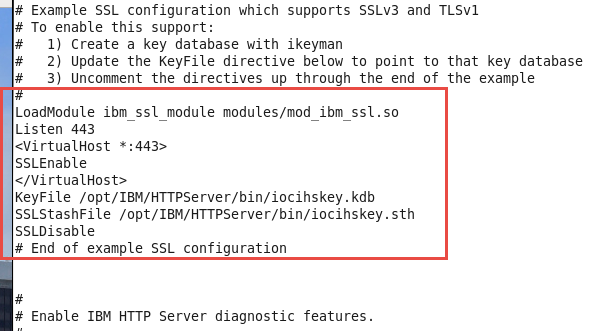 # Example SSL configuration which supports SSLv3 and TLSv1
# To enable this support:
#   1) Create a key database with ikeyman
#   2) Update the KeyFile directive below to point to that key database
#   3) Uncomment the directives up through the end of the example
#
LoadModule ibm_ssl_module modules/mod_ibm_ssl.so
Listen 443
<VirtualHost *:443>
SSLEnable
</VirtualHost>
KeyFile /opt/IBM/HTTPServer/bin/iocihskey.kdb
SSLStashFile /opt/IBM/HTTPServer/bin/iocihskey.sth
SSLDisable
# End of example SSL configuration
#
# Enable IBM HTTP Server diagnostic features.
#